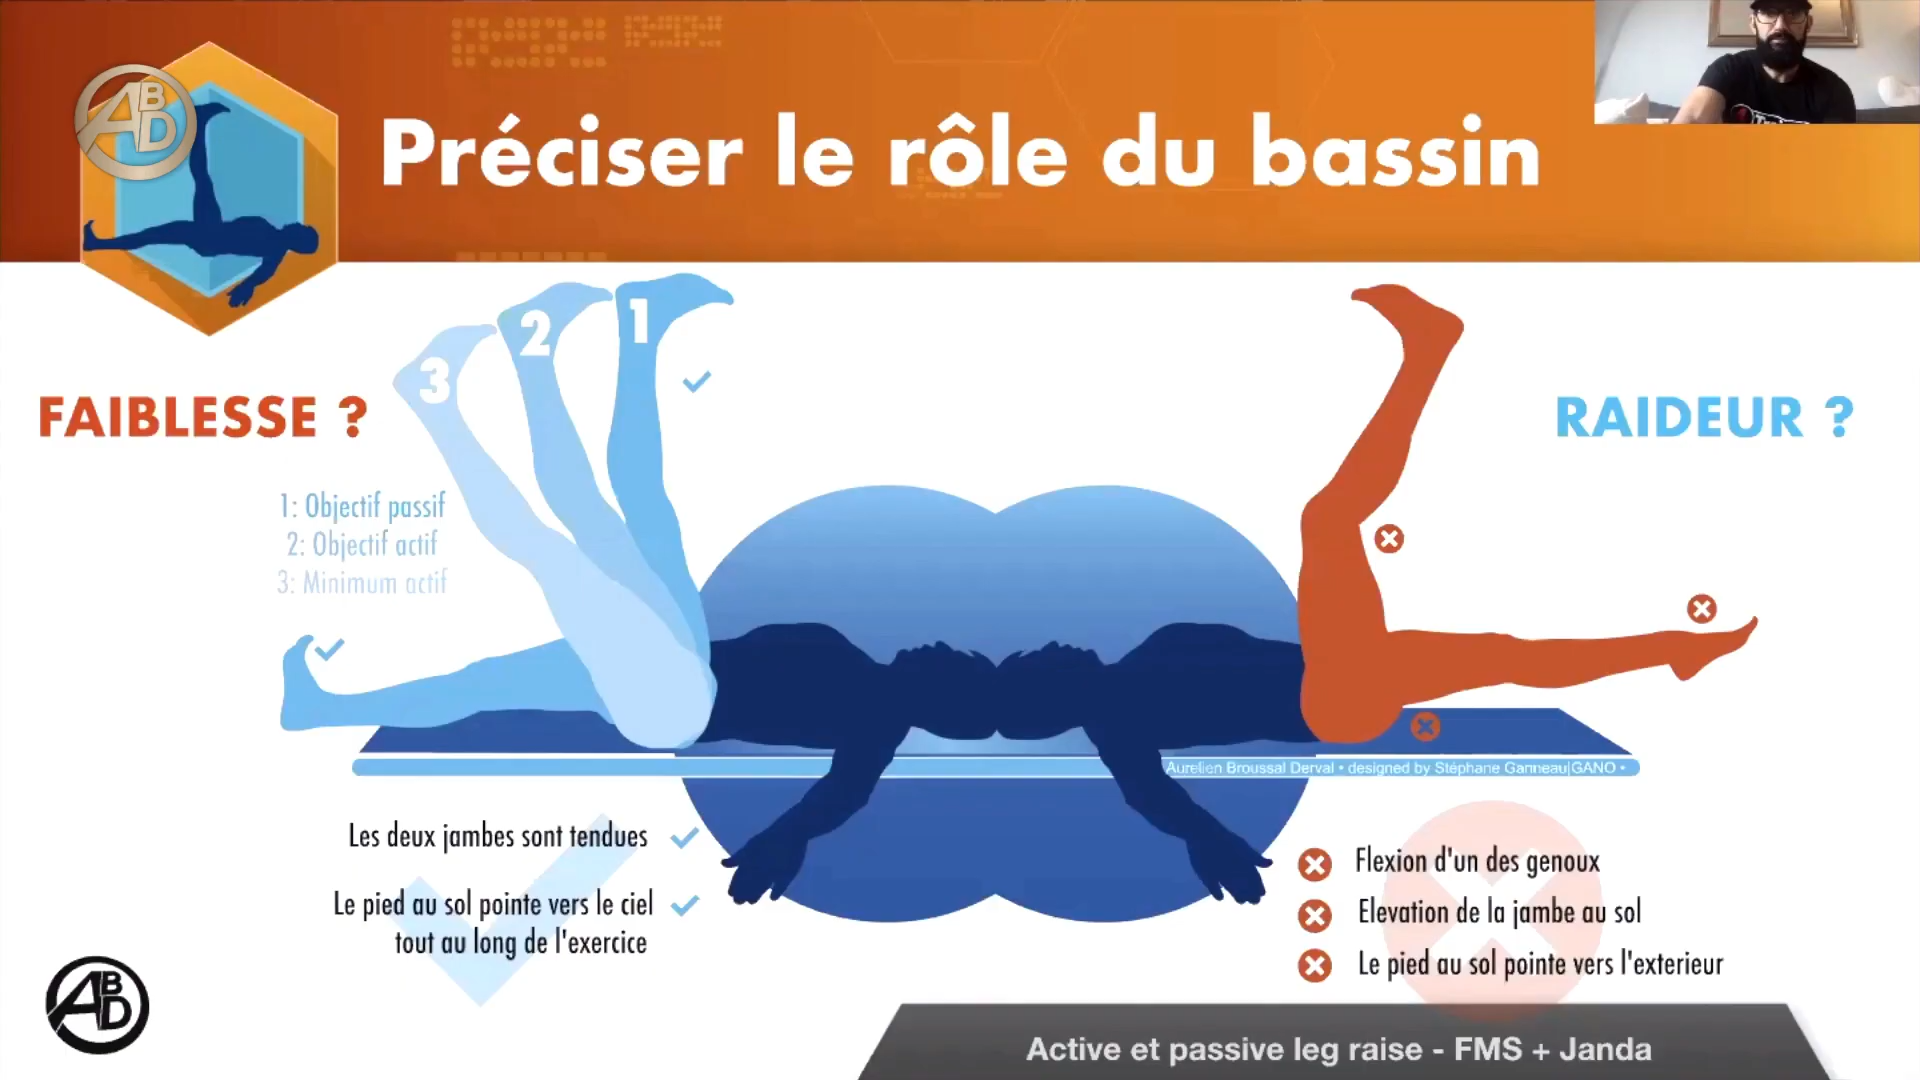 ABD
Préciser le rôle du bassin
FAIBLESSE ?
1: Objectif passif
2: Objectif actif
3: Minimum actif
3
2
1
RAIDEUR ?
Aurelien Broussal Derval • designed by Stéphane Ganneau|GANO •
Les deux jambes sont tendues
Le pied au sol pointe vers le ciel
tout au long de l'exercice
Flexion d'un des genoux
Elevation de la jambe au sol
Le pied au sol pointe vers l'exterieur
ABD
Active et passive leg raise - FMS + Janda